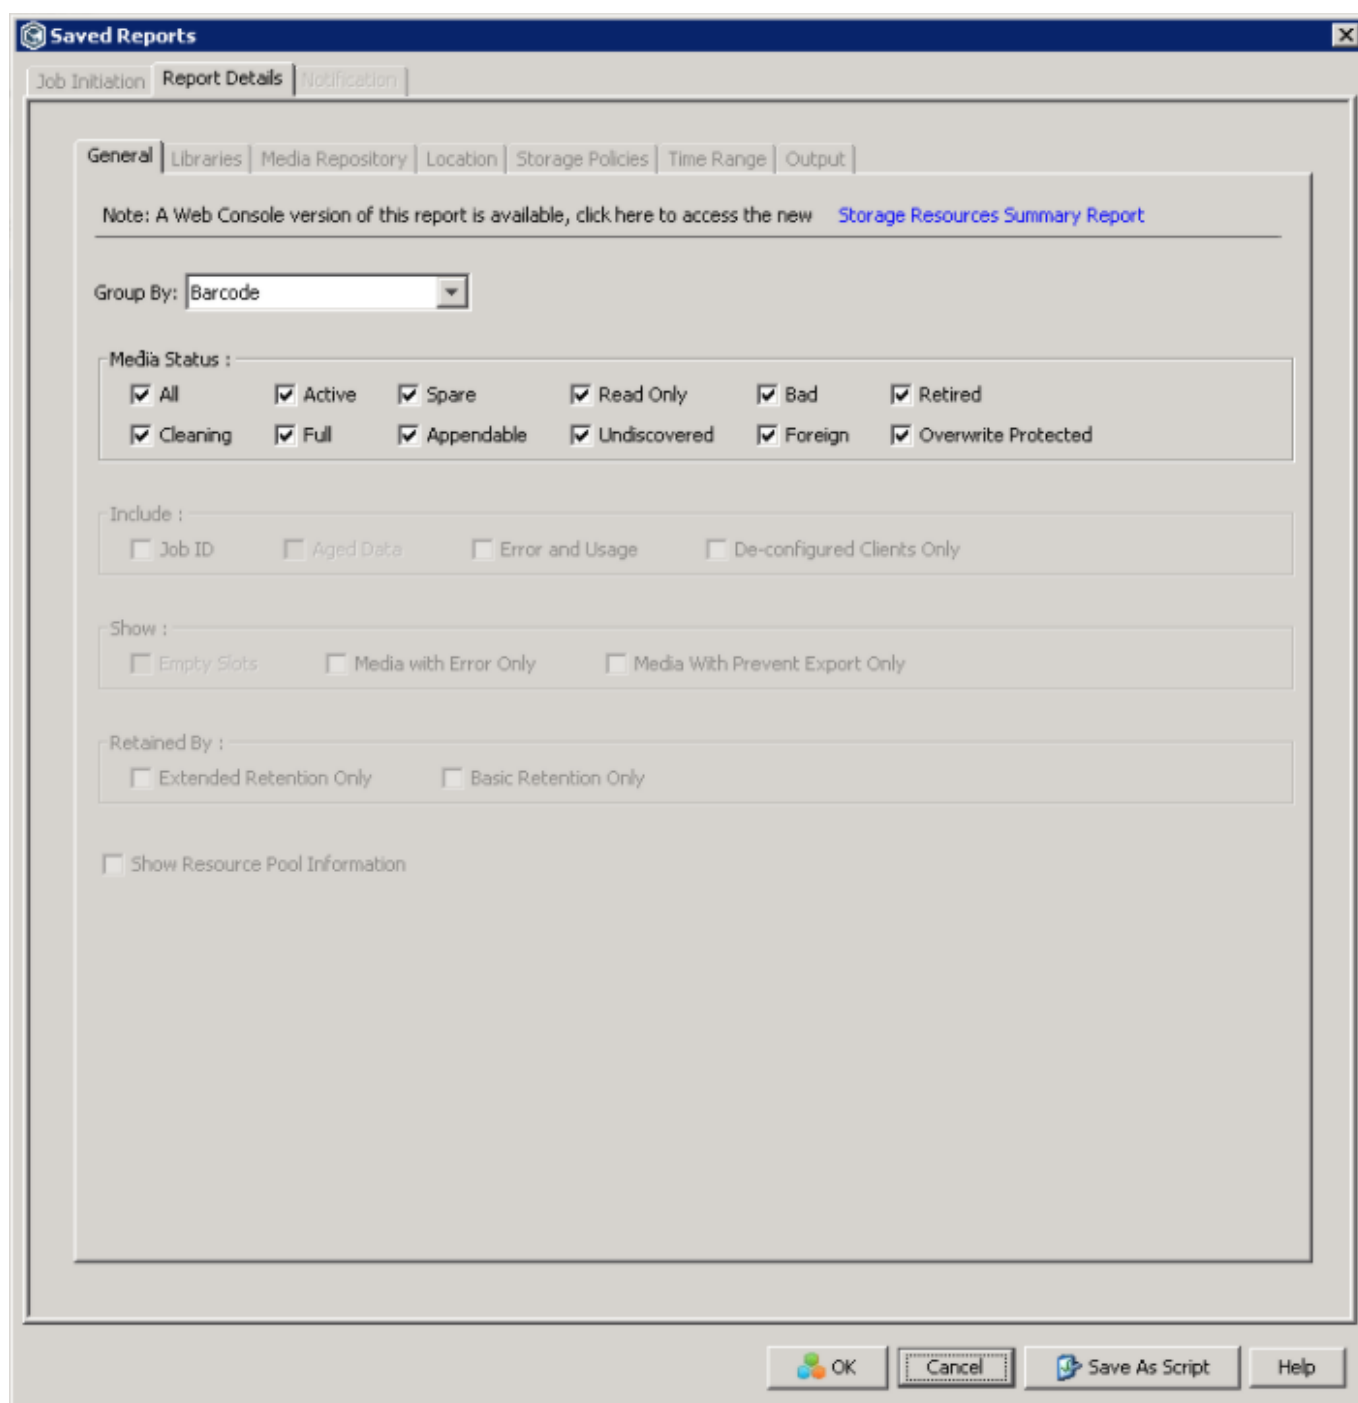 Saved Reports
Job Initiation Report Details Notification
General Libraries Media Repository Location Storage Policies Time Range Output
Note: A Web Console version of this report is available, click here to access the new Storage Resources Summary Report
Group By: Barcode
Media Status :
All Active Spare Read Only Bad Retired
Cleaning Full Appendable Undiscovered Foreign Overwrite Protected
Include :
Job ID Aged Data Error and Usage De-configured Clients Only
Show :
Empty Slots Media with Error Only Media With Prevent Export Only
Retained By :
Extended Retention Only Basic Retention Only
Show Resource Pool Information
OK Cancel Save As Script Help